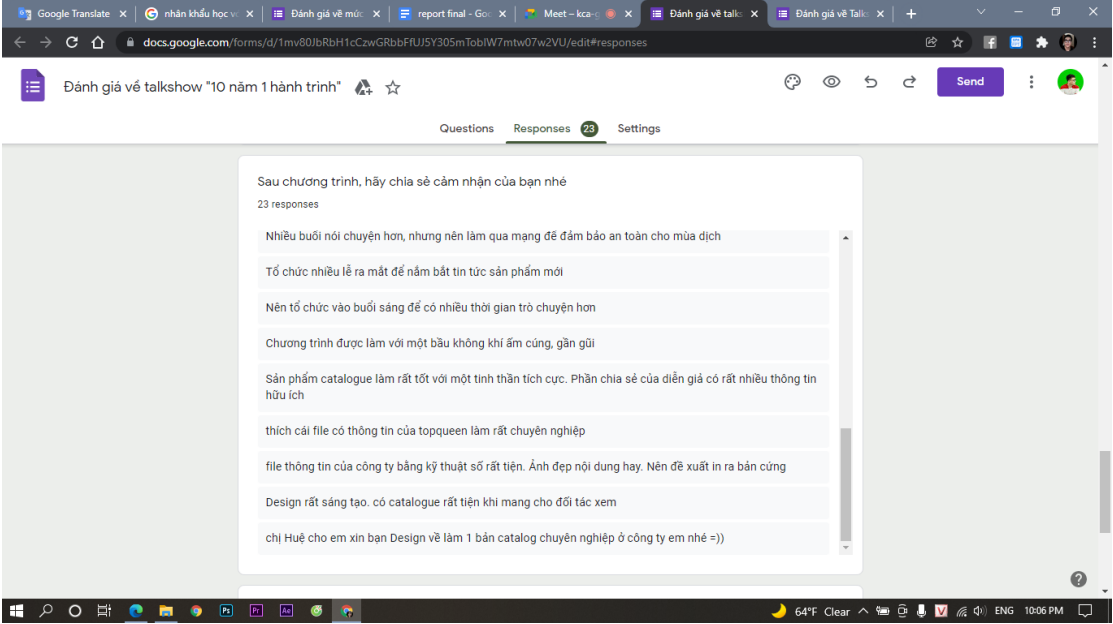 Google Translate
nhân khẩu học và
Đánh giá về mức
report final - Goo
Meet – kca-g
Đánh giá về talks
Đánh giá về Talk
docs.google.com/forms/d/1mv80JbRbH1cCzwGRbbFfUJ5Y305mToblW7mtw07w2VU/edit#responses
Đánh giá về talkshow "10 năm 1 hành trình"
Send
Questions
Responses 23
Settings
Sau chương trình, hãy chia sẻ cảm nhận của bạn nhé
23 responses
Nhiều buổi nói chuyện hơn, nhưng nên làm qua mạng để đảm bảo an toàn cho mùa dịch
Tổ chức nhiều lễ ra mắt để nắm bắt tin tức sản phẩm mới
Nên tổ chức vào buổi sáng để có nhiều thời gian trò chuyện hơn
Chương trình được làm với một bầu không khí ấm cúng, gần gũi
Sản phẩm catalogue làm rất tốt với một tinh thần tích cực. Phần chia sẻ của diễn giả có rất nhiều thông tin
hữu ích
thích cái file có thông tin của topqueen làm rất chuyên nghiệp
file thông tin của công ty bằng kỹ thuật số rất tiện. Ảnh đẹp nội dung hay. Nên đề xuất in ra bản cứng
Design rất sáng tạo. có catalogue rất tiện khi mang cho đối tác xem
chị Huệ cho em xin bạn Design về làm 1 bản catalog chuyên nghiệp ở công ty em nhé =))
Ps
Pr
Ae
64°F Clear
ENG
10:06 PM